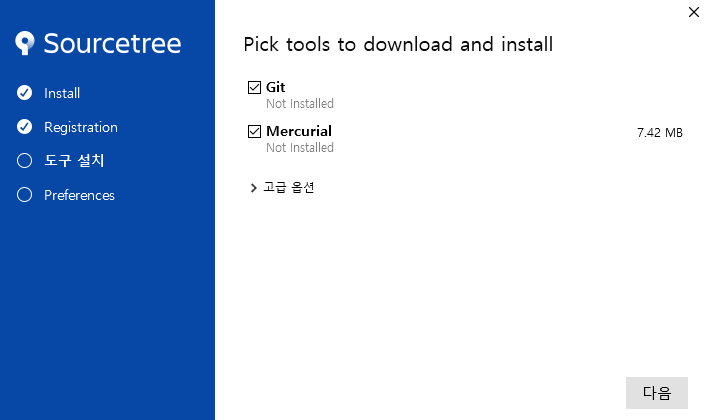 Sourcetree
Install
Registration
도구 설치
Preferences
Pick tools to download and install
Git
Not Installed
Mercurial
7.42 MB
Not Installed
고급 옵션
다음